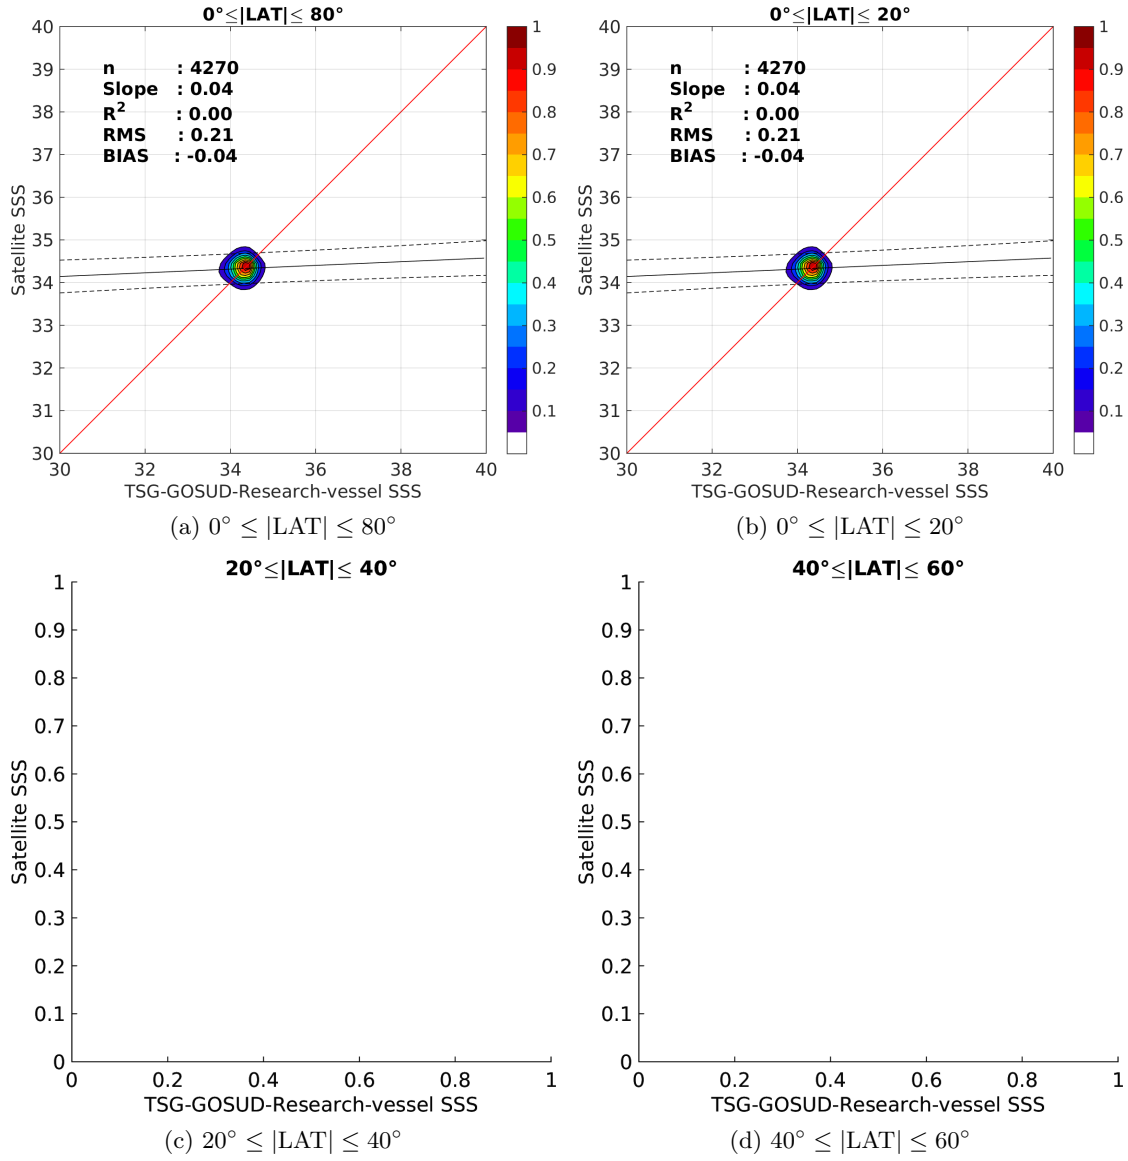 0°≤|LAT|≤ 80°
40
39
38
37
36
35
34
33
32
31
30
30 32 34 36 38 40
Satellite SSS
TSG-GOSUD-Research-vessel SSS
n : 4270
Slope : 0.04
R2 : 0.00
RMS : 0.21
BIAS : -0.04
1
0.9
0.8
0.7
0.6
0.5
0.4
0.3
0.2
0.1
(a) 0° ≤ |LAT| ≤ 80°
0°≤|LAT|≤ 20°
40
39
38
37
36
35
34
33
32
31
30
30 32 34 36 38 40
Satellite SSS
TSG-GOSUD-Research-vessel SSS
n : 4270
Slope : 0.04
R2 : 0.00
RMS : 0.21
BIAS : -0.04
1
0.9
0.8
0.7
0.6
0.5
0.4
0.3
0.2
0.1
(b) 0° ≤ |LAT| ≤ 20°
20°≤|LAT|≤ 40°
1
0.9
0.8
0.7
0.6
0.5
0.4
0.3
0.2
0.1
0
0 0.2 0.4 0.6 0.8 1
Satellite SSS
TSG-GOSUD-Research-vessel SSS
(c) 20° ≤ |LAT| ≤ 40°
40°≤|LAT|≤ 60°
1
0.9
0.8
0.7
0.6
0.5
0.4
0.3
0.2
0.1
0
0 0.2 0.4 0.6 0.8 1
Satellite SSS
TSG-GOSUD-Research-vessel SSS
(d) 40° ≤ |LAT| ≤ 60°